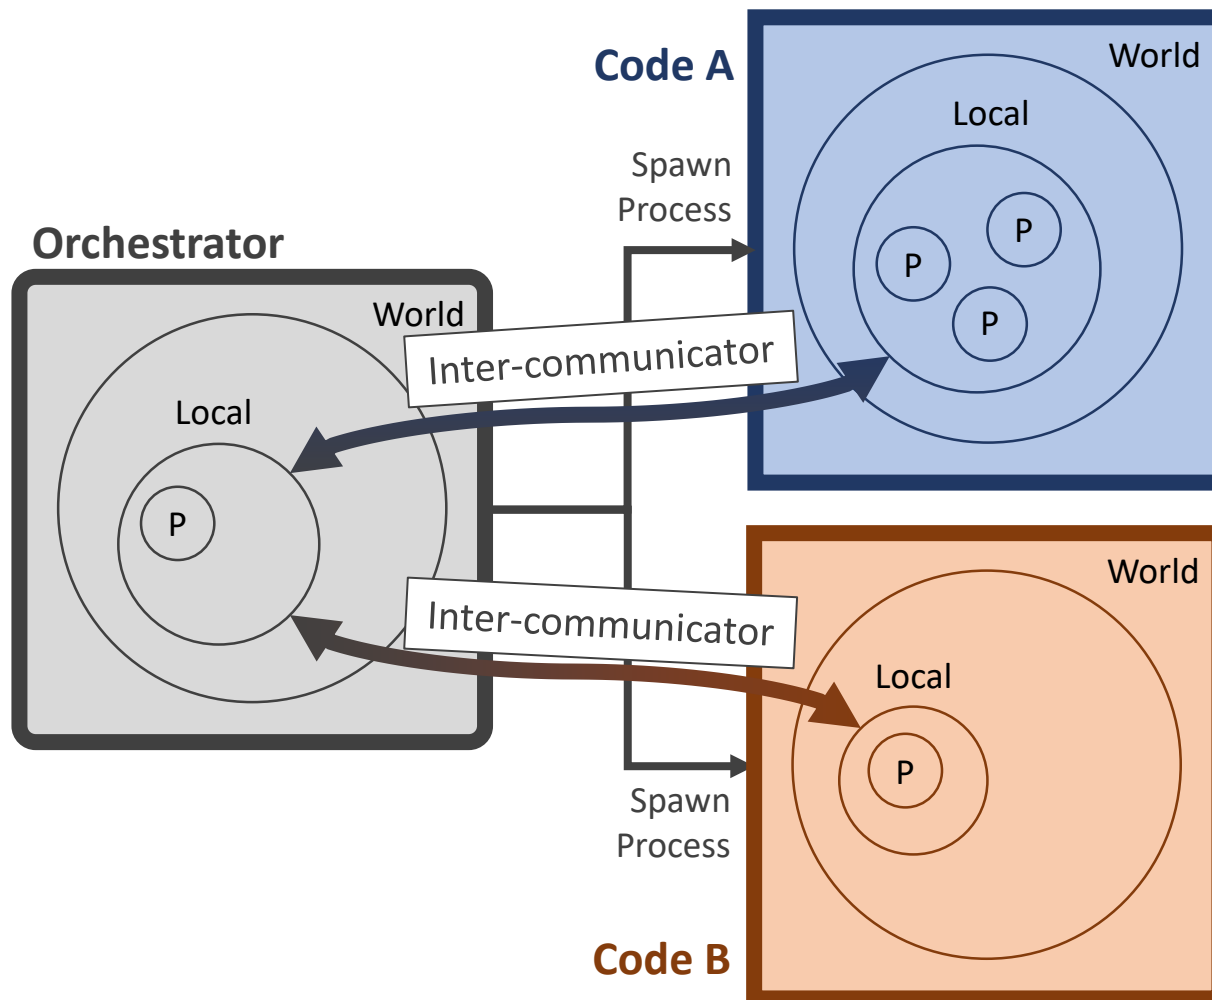 Orchestrator
World
Local
P
Inter-communicator
Inter-communicator
Spawn
Process
Spawn
Process
Code A
World
Local
P
P
P
World
Local
P
Code B